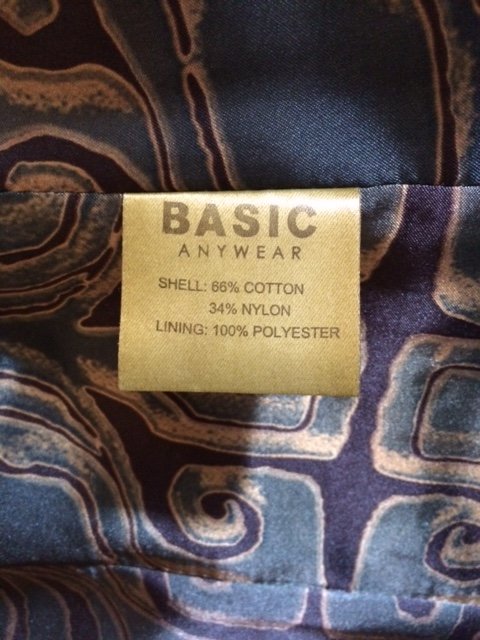 BASIC
ANYWEAR
SHELL: 66% COTTON
34% NYLON
LINING: 100% POLYESTER